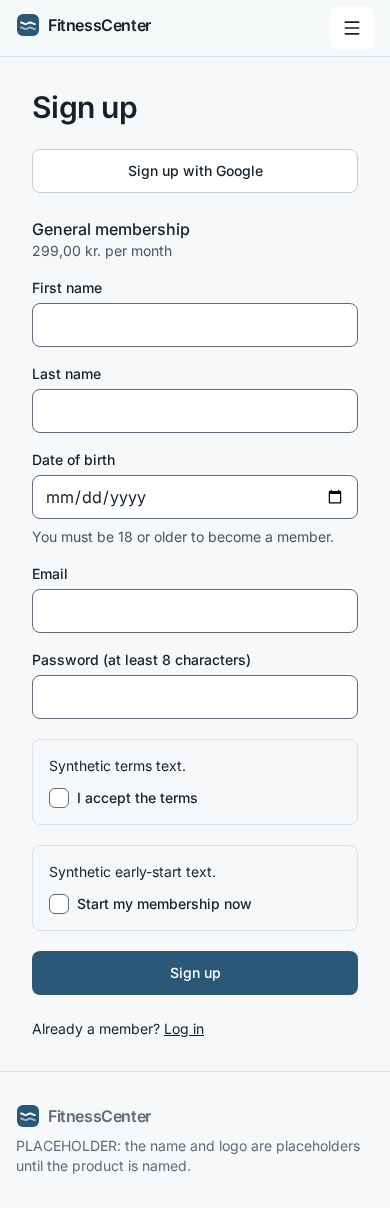 FitnessCenter
Sign up
Sign up with Google
General membership
299,00 kr. per month
First name
Last name
Date of birth
mm/dd/yyyy
You must be 18 or older to become a member.
Email
Password (at least 8 characters)
Synthetic terms text.
I accept the terms
Synthetic early-start text.
Start my membership now
Sign up
Already a member? Log in
FitnessCenter
PLACEHOLDER: the name and logo are placeholders
until the product is named.